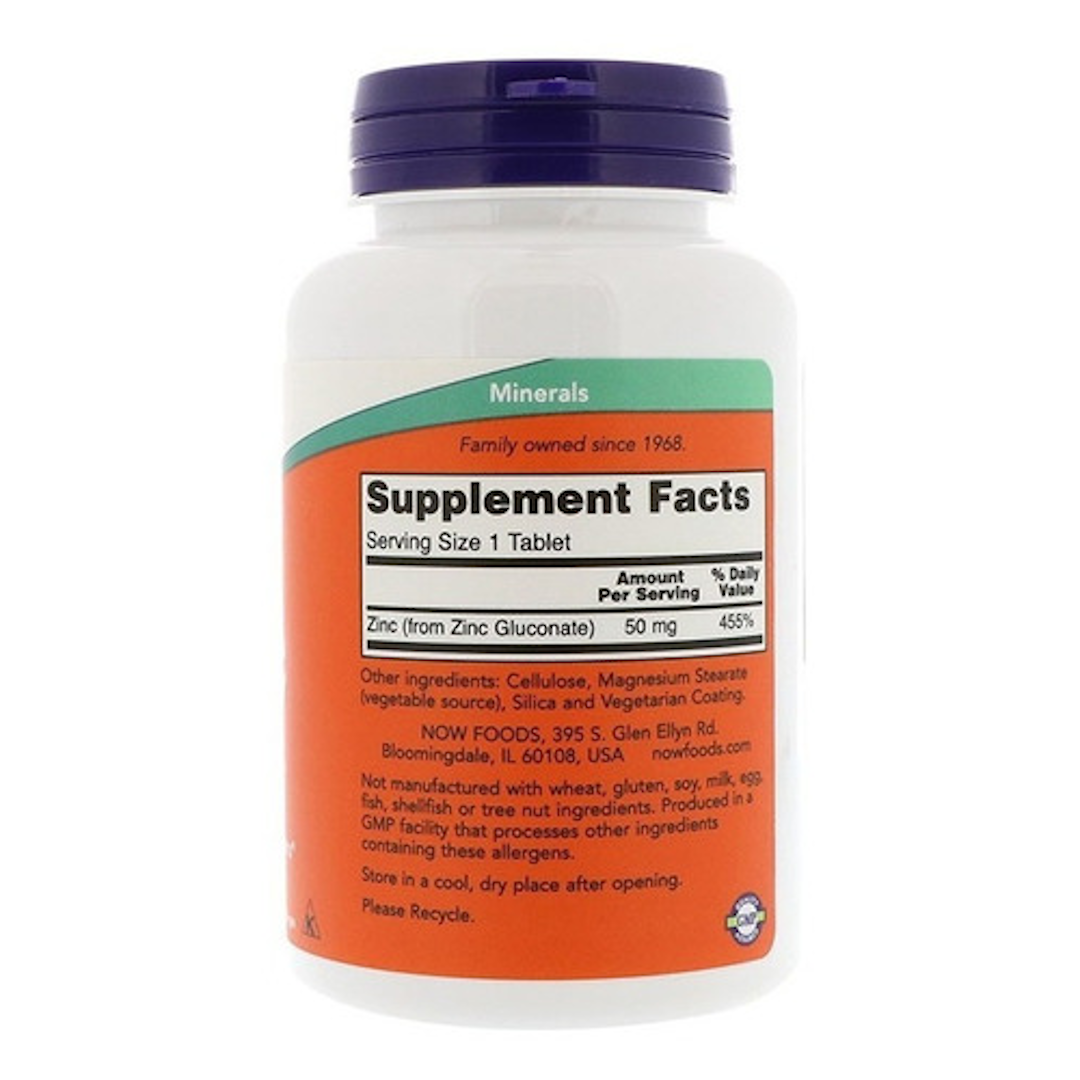 Minerals
Family owned since 1968.
Supplement Facts
Serving Size 1 Tablet
Amount Per Serving % Daily Value
Zinc (from Zinc Gluconate) 50 mg 455%
Other ingredients: Cellulose, Magnesium Stearate
(vegetable source), Silica and Vegetarian Coating.
NOW FOODS, 395 S. Glen Ellyn Rd.
Bloomingdale, IL 60108, USA nowfoods.com
Not manufactured with wheat, gluten, soy, milk, egg,
fish, shellfish or tree nut ingredients. Produced in a
GMP facility that processes other ingredients
containing these allergens.
Store in a cool, dry place after opening.
Please Recycle.
K
GMP